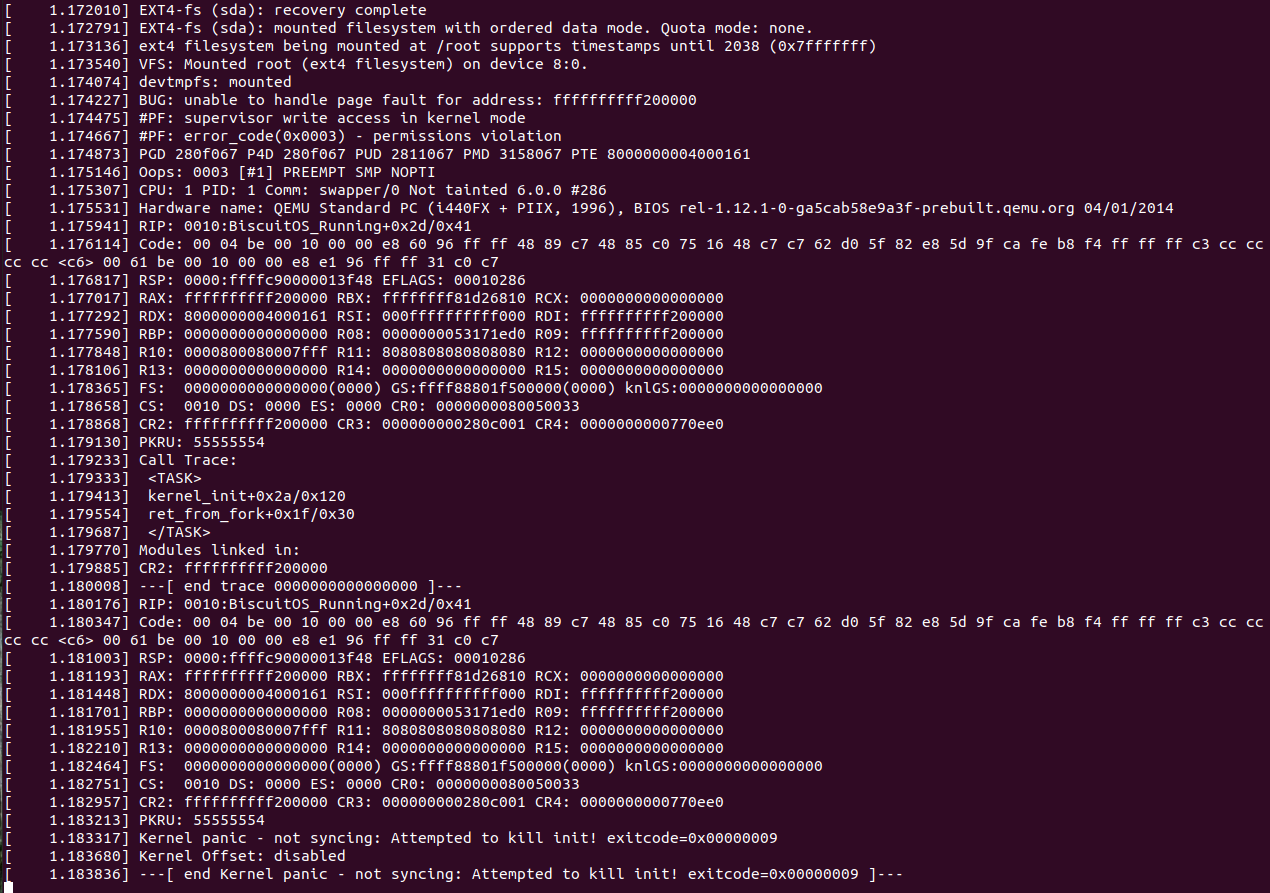 [    1.172010] EXT4-fs (sda): recovery complete
[    1.172791] EXT4-fs (sda): mounted filesystem with ordered data mode. Quota mode: none.
[    1.173136] ext4 filesystem being mounted at /root supports timestamps until 2038 (0x7fffffff)
[    1.173540] VFS: Mounted root (ext4 filesystem) on device 8:0.
[    1.174074] devtmpfs: mounted
[    1.174227] BUG: unable to handle page fault for address: ffffffffff200000
[    1.174475] #PF: supervisor write access in kernel mode
[    1.174667] #PF: error_code(0x0003) - permissions violation
[    1.174873] PGD 280f067 P4D 280f067 PUD 2811067 PMD 3158067 PTE 8000000004000161
[    1.175146] Oops: 0003 [#1] PREEMPT SMP NOPTI
[    1.175307] CPU: 1 PID: 1 Comm: swapper/0 Not tainted 6.0.0 #286
[    1.175531] Hardware name: QEMU Standard PC (i440FX + PIIX, 1996), BIOS rel-1.12.1-0-ga5cab58e9a3f-prebuilt.qemu.org 04/01/2014
[    1.175941] RIP: 0010:BiscuitOS_Running+0x2d/0x41
[    1.176114] Code: 00 04 be 00 10 00 00 e8 60 96 ff ff 48 89 c7 48 85 c0 75 16 48 c7 c7 62 d0 5f 82 e8 5d 9f ca fe b8 f4 ff ff ff c3 cc cc
cc cc <c6> 00 61 be 00 10 00 00 e8 e1 96 ff ff 31 c0 c7
[    1.176817] RSP: 0000:ffffc90000013f48 EFLAGS: 00010286
[    1.177017] RAX: ffffffffff200000 RBX: ffffffff81d26810 RCX: 0000000000000000
[    1.177292] RDX: 8000000004000161 RSI: 000ffffffffff000 RDI: ffffffffff200000
[    1.177590] RBP: 0000000000000000 R08: 0000000053171ed0 R09: ffffffffff200000
[    1.177848] R10: 0000800080007fff R11: 8080808080808080 R12: 0000000000000000
[    1.178106] R13: 0000000000000000 R14: 0000000000000000 R15: 0000000000000000
[    1.178365] FS:  0000000000000000(0000) GS:ffff88801f500000(0000) knlGS:0000000000000000
[    1.178658] CS:  0010 DS: 0000 ES: 0000 CR0: 0000000080050033
[    1.178868] CR2: ffffffffff200000 CR3: 000000000280c001 CR4: 0000000000770ee0
[    1.179130] PKRU: 55555554
[    1.179233] Call Trace:
[    1.179333]  <TASK>
[    1.179413]  kernel_init+0x2a/0x120
[    1.179554]  ret_from_fork+0x1f/0x30
[    1.179687]  </TASK>
[    1.179770] Modules linked in:
[    1.179885] CR2: ffffffffff200000
[    1.180008] ---[ end trace 0000000000000000 ]---
[    1.180176] RIP: 0010:BiscuitOS_Running+0x2d/0x41
[    1.180347] Code: 00 04 be 00 10 00 00 e8 60 96 ff ff 48 89 c7 48 85 c0 75 16 48 c7 c7 62 d0 5f 82 e8 5d 9f ca fe b8 f4 ff ff ff c3 cc cc
cc cc <c6> 00 61 be 00 10 00 00 e8 e1 96 ff ff 31 c0 c7
[    1.181003] RSP: 0000:ffffc90000013f48 EFLAGS: 00010286
[    1.181193] RAX: ffffffffff200000 RBX: ffffffff81d26810 RCX: 0000000000000000
[    1.181448] RDX: 8000000004000161 RSI: 000ffffffffff000 RDI: ffffffffff200000
[    1.181701] RBP: 0000000000000000 R08: 0000000053171ed0 R09: ffffffffff200000
[    1.181955] R10: 0000800080007fff R11: 8080808080808080 R12: 0000000000000000
[    1.182210] R13: 0000000000000000 R14: 0000000000000000 R15: 0000000000000000
[    1.182464] FS:  0000000000000000(0000) GS:ffff88801f500000(0000) knlGS:0000000000000000
[    1.182751] CS:  0010 DS: 0000 ES: 0000 CR0: 0000000080050033
[    1.182957] CR2: ffffffffff200000 CR3: 000000000280c001 CR4: 0000000000770ee0
[    1.183213] PKRU: 55555554
[    1.183317] Kernel panic - not syncing: Attempted to kill init! exitcode=0x00000009
[    1.183680] Kernel Offset: disabled
[    1.183836] ---[ end Kernel panic - not syncing: Attempted to kill init! exitcode=0x00000009 ]---